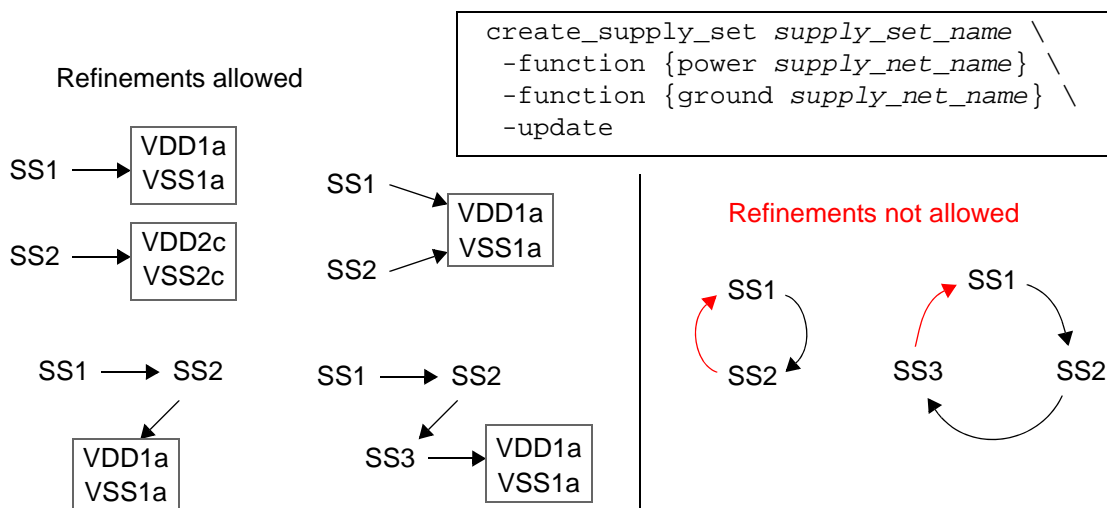 create_supply_set supply_set_name \
-function {power supply_net_name} \
-function {ground supply_net_name} \
-update
Refinements allowed
SS1
VDD1a
VSS1a
SS2
VDD2c
VSS2c
SS1
SS2
VDD1a
VSS1a
SS1
SS2
VDD1a
VSS1a
SS1
SS2
SS3
VDD1a
VSS1a
Refinements not allowed
SS1
SS2
SS1
SS3
SS2